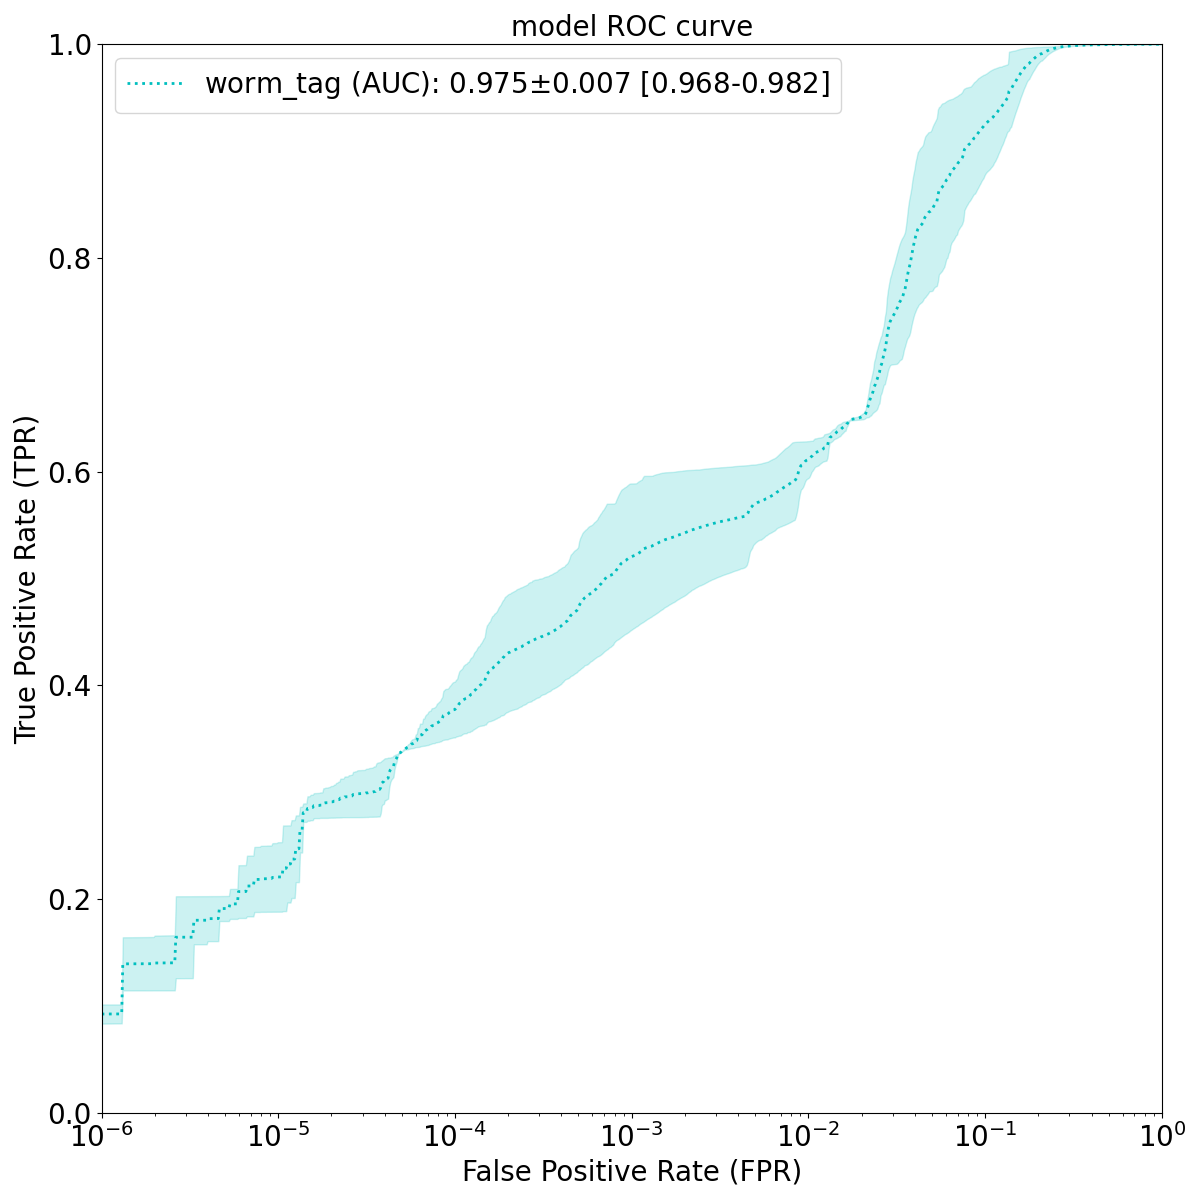 model ROC curve
worm_tag (AUC): 0.975±0.007 [0.968-0.982]
1.0
0.8
0.6
0.4
0.2
0.0
True Positive Rate (TPR)
10⁻⁶ 10⁻⁵ 10⁻⁴ 10⁻³ 10⁻² 10⁻¹ 10⁰
False Positive Rate (FPR)